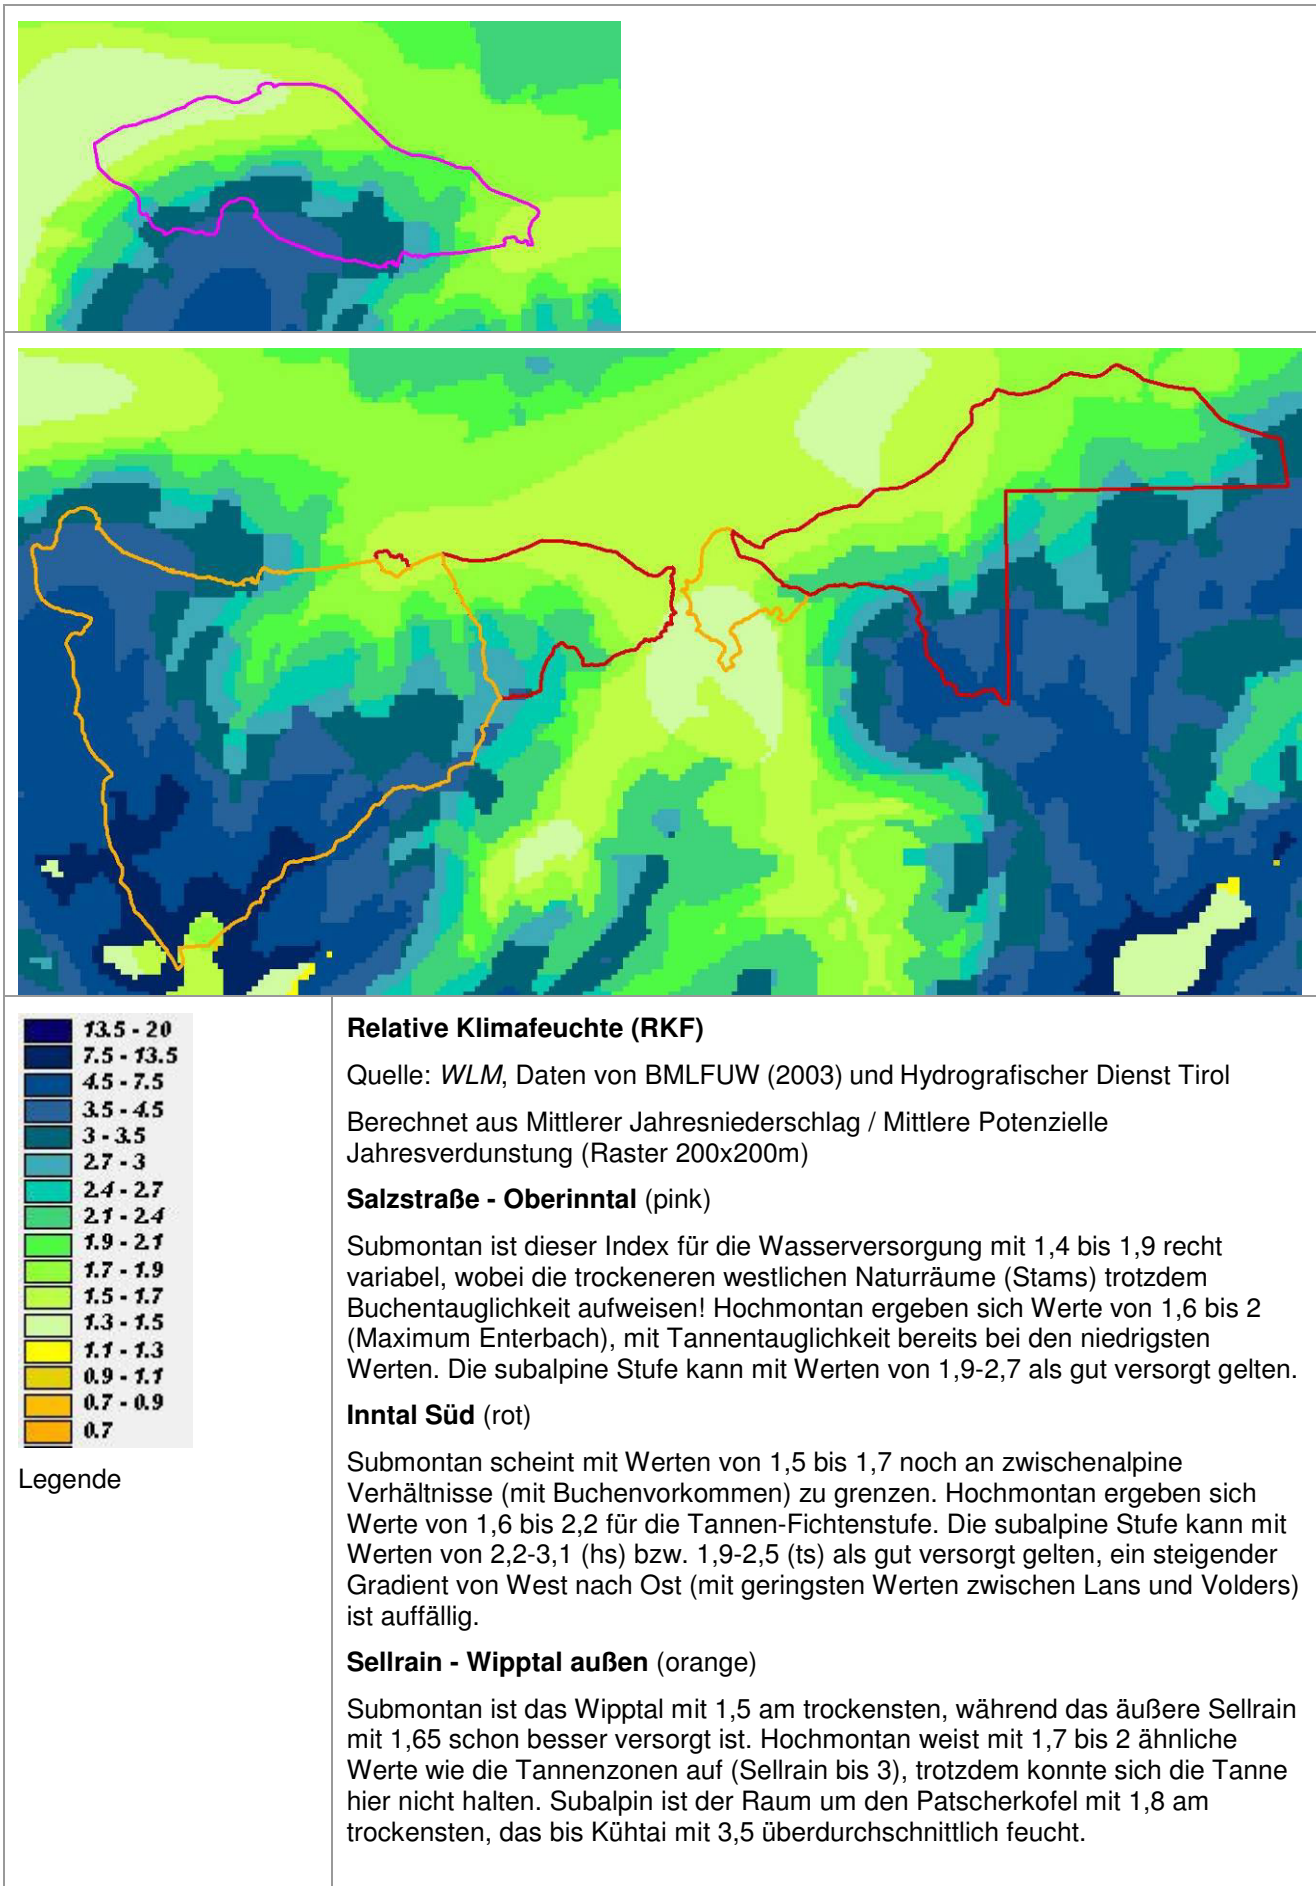 13.5 - 20
7.5 - 13.5
4.5 - 7.5
3.5 - 4.5
3 - 3.5
2.7 - 3
2.4 - 2.7
2.1 - 2.4
1.9 - 2.1
1.7 - 1.9
1.5 - 1.7
1.3 - 1.5
1.1 - 1.3
0.9 - 1.1
0.7 - 0.9
0.7
Legende
Relative Klimafeuchte (RKF)
Quelle: WLM, Daten von BMLFUW (2003) und Hydrografischer Dienst Tirol
Berechnet aus Mittlerer Jahresniederschlag / Mittlere Potenzielle
Jahresverdunstung (Raster 200x200m)
Salzstraße - Oberinntal (pink)
Submontan ist dieser Index für die Wasserversorgung mit 1,4 bis 1,9 recht
variabel, wobei die trockeneren westlichen Naturräume (Stams) trotzdem
Buchentauglichkeit aufweisen! Hochmontan ergeben sich Werte von 1,6 bis 2
(Maximum Enterbach), mit Tannentauglichkeit bereits bei den niedrigsten
Werten. Die subalpine Stufe kann mit Werten von 1,9-2,7 als gut versorgt gelten.
Inntal Süd (rot)
Submontan scheint mit Werten von 1,5 bis 1,7 noch an zwischenalpine
Verhältnisse (mit Buchenvorkommen) zu grenzen. Hochmontan ergeben sich
Werte von 1,6 bis 2,2 für die Tannen-Fichtenstufe. Die subalpine Stufe kann mit
Werten von 2,2-3,1 (hs) bzw. 1,9-2,5 (ts) als gut versorgt gelten, ein steigender
Gradient von West nach Ost (mit geringsten Werten zwischen Lans und Volders)
ist auffällig.
Sellrain - Wipptal außen (orange)
Submontan ist das Wipptal mit 1,5 am trockensten, während das äußere Sellrain
mit 1,65 schon besser versorgt ist. Hochmontan weist mit 1,7 bis 2 ähnliche
Werte wie die Tannenzonen auf (Sellrain bis 3), trotzdem konnte sich die Tanne
hier nicht halten. Subalpin ist der Raum um den Patscherkofel mit 1,8 am
trockensten, das bis Kühtai mit 3,5 überdurchschnittlich feucht.